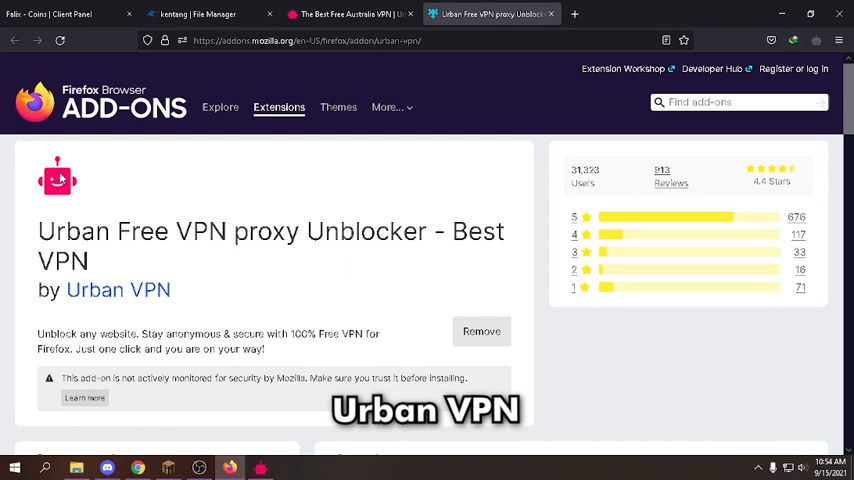 Falix - Coins | Client Panel
kentang | File Manager
The Best Free Australia VPN | Ur
Urban Free VPN proxy Unblocke
https://addons.mozilla.org/en-US/firefox/addon/urban-vpn/
Extension Workshop
Developer Hub
Register or log in
Firefox Browser
ADD-ONS
Explore
Extensions
Themes
More...
Find add-ons
31,323
Users
913
Reviews
4.4 Stars
5 676
4 117
3 33
2 16
1 71
Urban Free VPN proxy Unblocker - Best
VPN
by Urban VPN
Unblock any website. Stay anonymous & secure with 100% Free VPN for
Firefox. Just one click and you are on your way!
Remove
This add-on is not actively monitored for security by Mozilla. Make sure you trust it before installing.
Learn more
Urban VPN
10:54 AM
9/15/2021